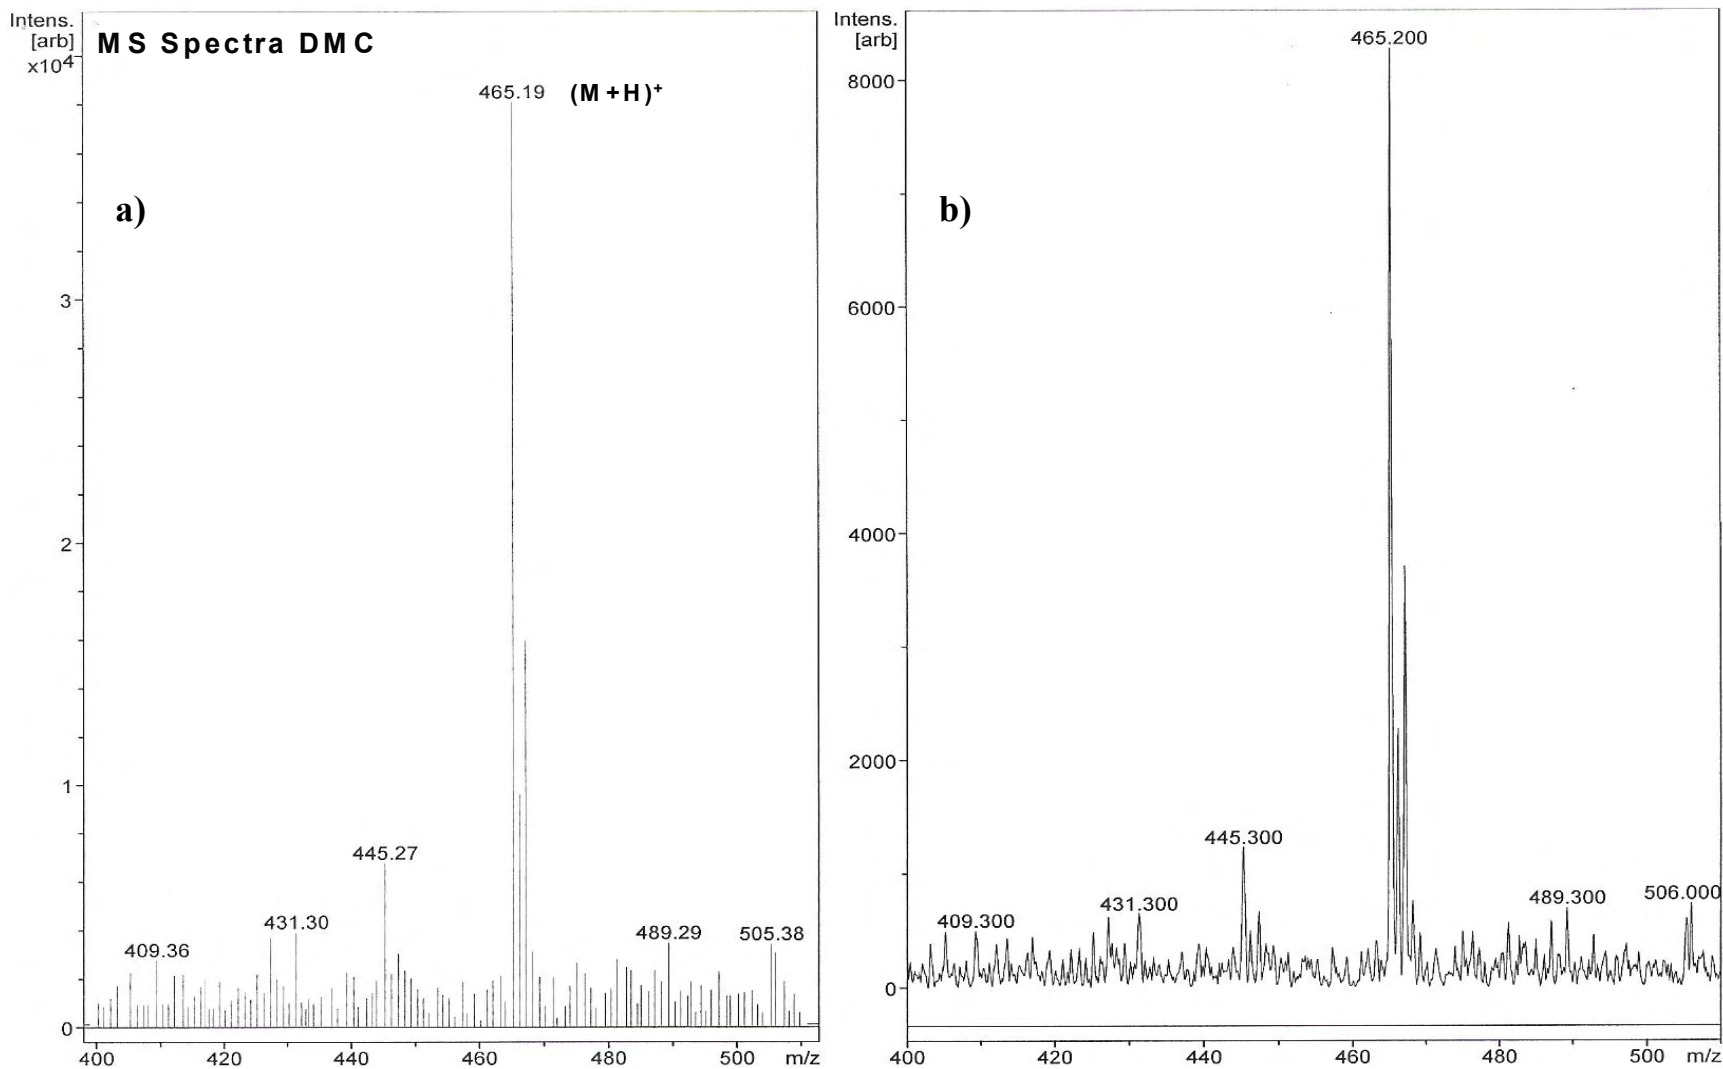 Intens.
[arb]
x10⁴
MS Spectra DMC
465.19 (M+H)⁺
a)
3
2
1
0
445.27
431.30
409.36
489.29
505.38
400 420 440 460 480 500 m/z
Intens.
[arb]
465.200
8000
b)
6000
4000
2000
0
445.300
409.300
431.300
489.300
506.000
400 420 440 460 480 500 m/z